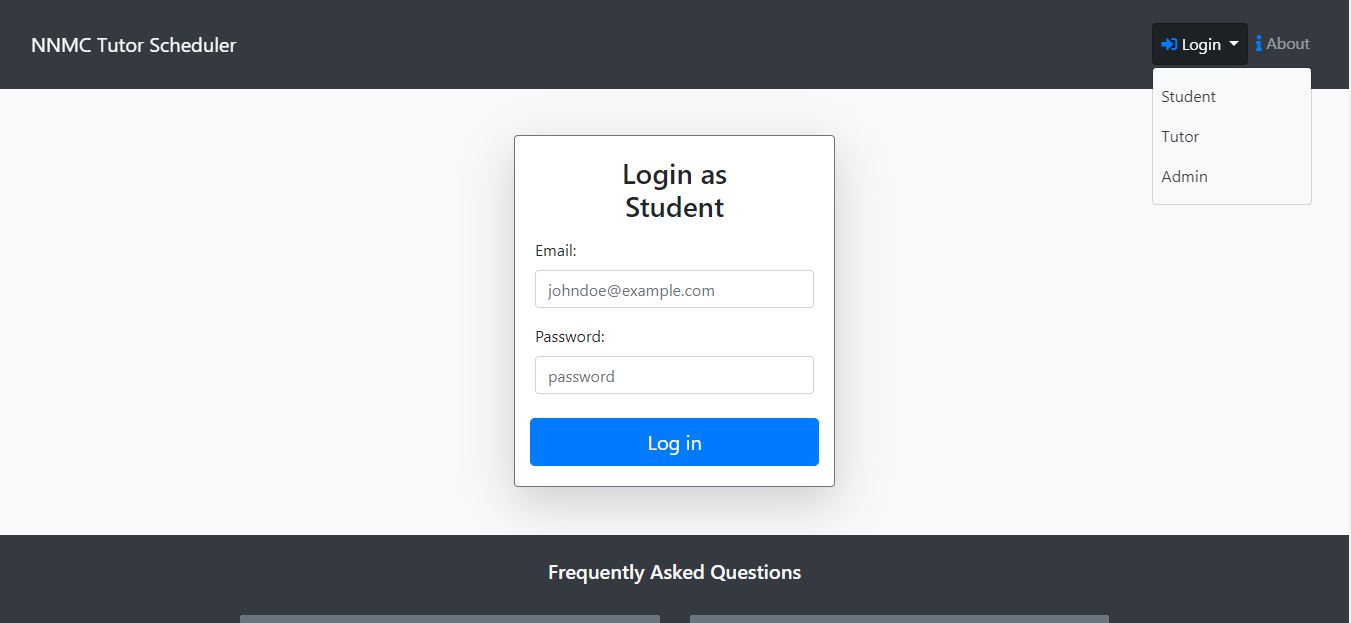 NNMC Tutor Scheduler
Login
About
Student
Tutor
Admin
Login as
Student
Email:
johndoe@example.com
Password:
password
Log in
Frequently Asked Questions